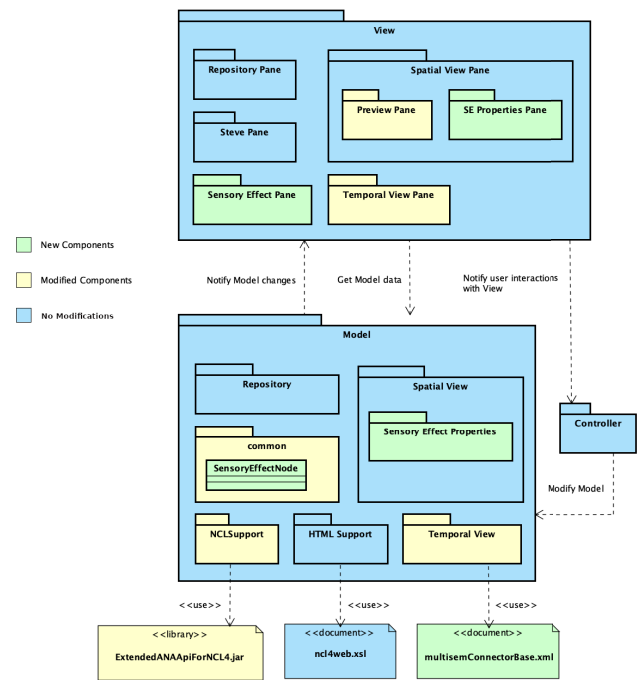 View
Repository Pane
Spatial View Pane
Preview Pane
SE Properties Pane
Steve Pane
Sensory Effect Pane
Temporal View Pane
New Components
Modified Components
No Modifications
Notify Model changes
Get Model data
Notify user interactions
with View
Model
Repository
Spatial View
Sensory Effect Properties
common
SensoryEffectNode
Controller
Modify Model
NCLSupport
HTML Support
Temporal View
<<use>>
<<use>>
<<use>>
<<library>>
ExtendedANAApiForNCL4.jar
<<document>>
ncl4web.xsl
<<document>>
multisemConnectorBase.xml